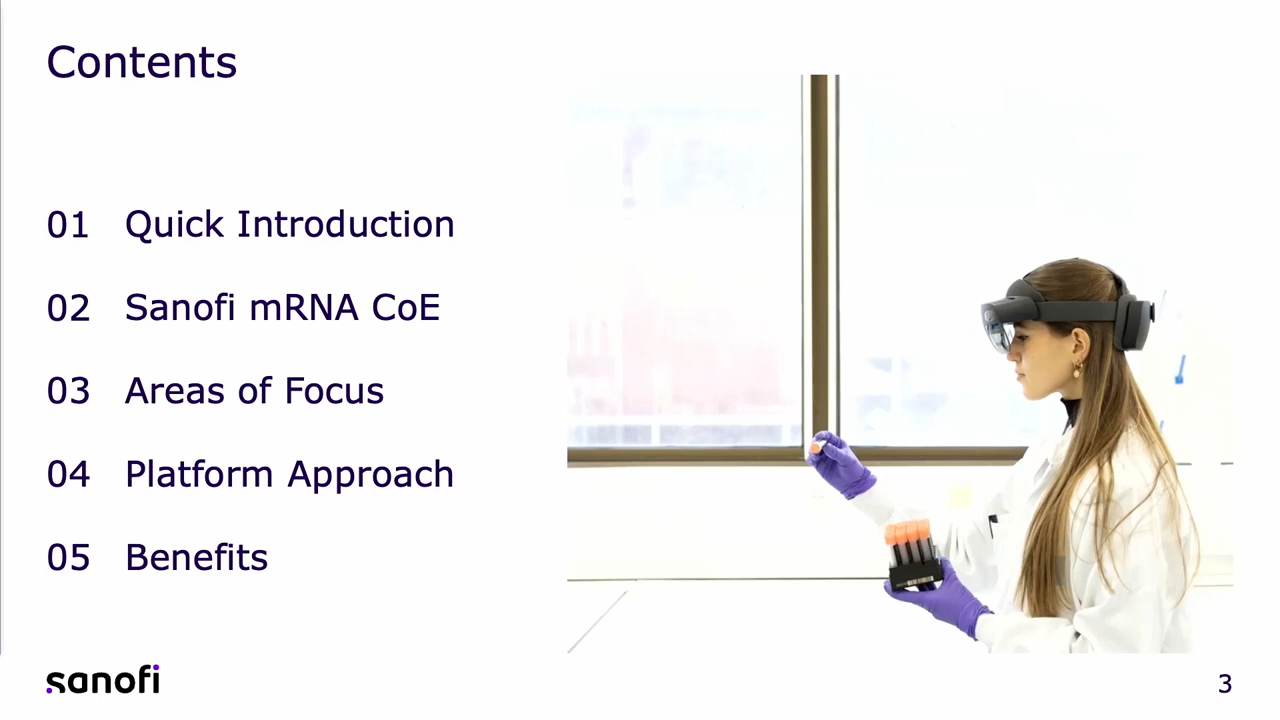 Contents
01 Quick Introduction
02 Sanofi mRNA CoE
03 Areas of Focus
04 Platform Approach
05 Benefits
sanofi
3